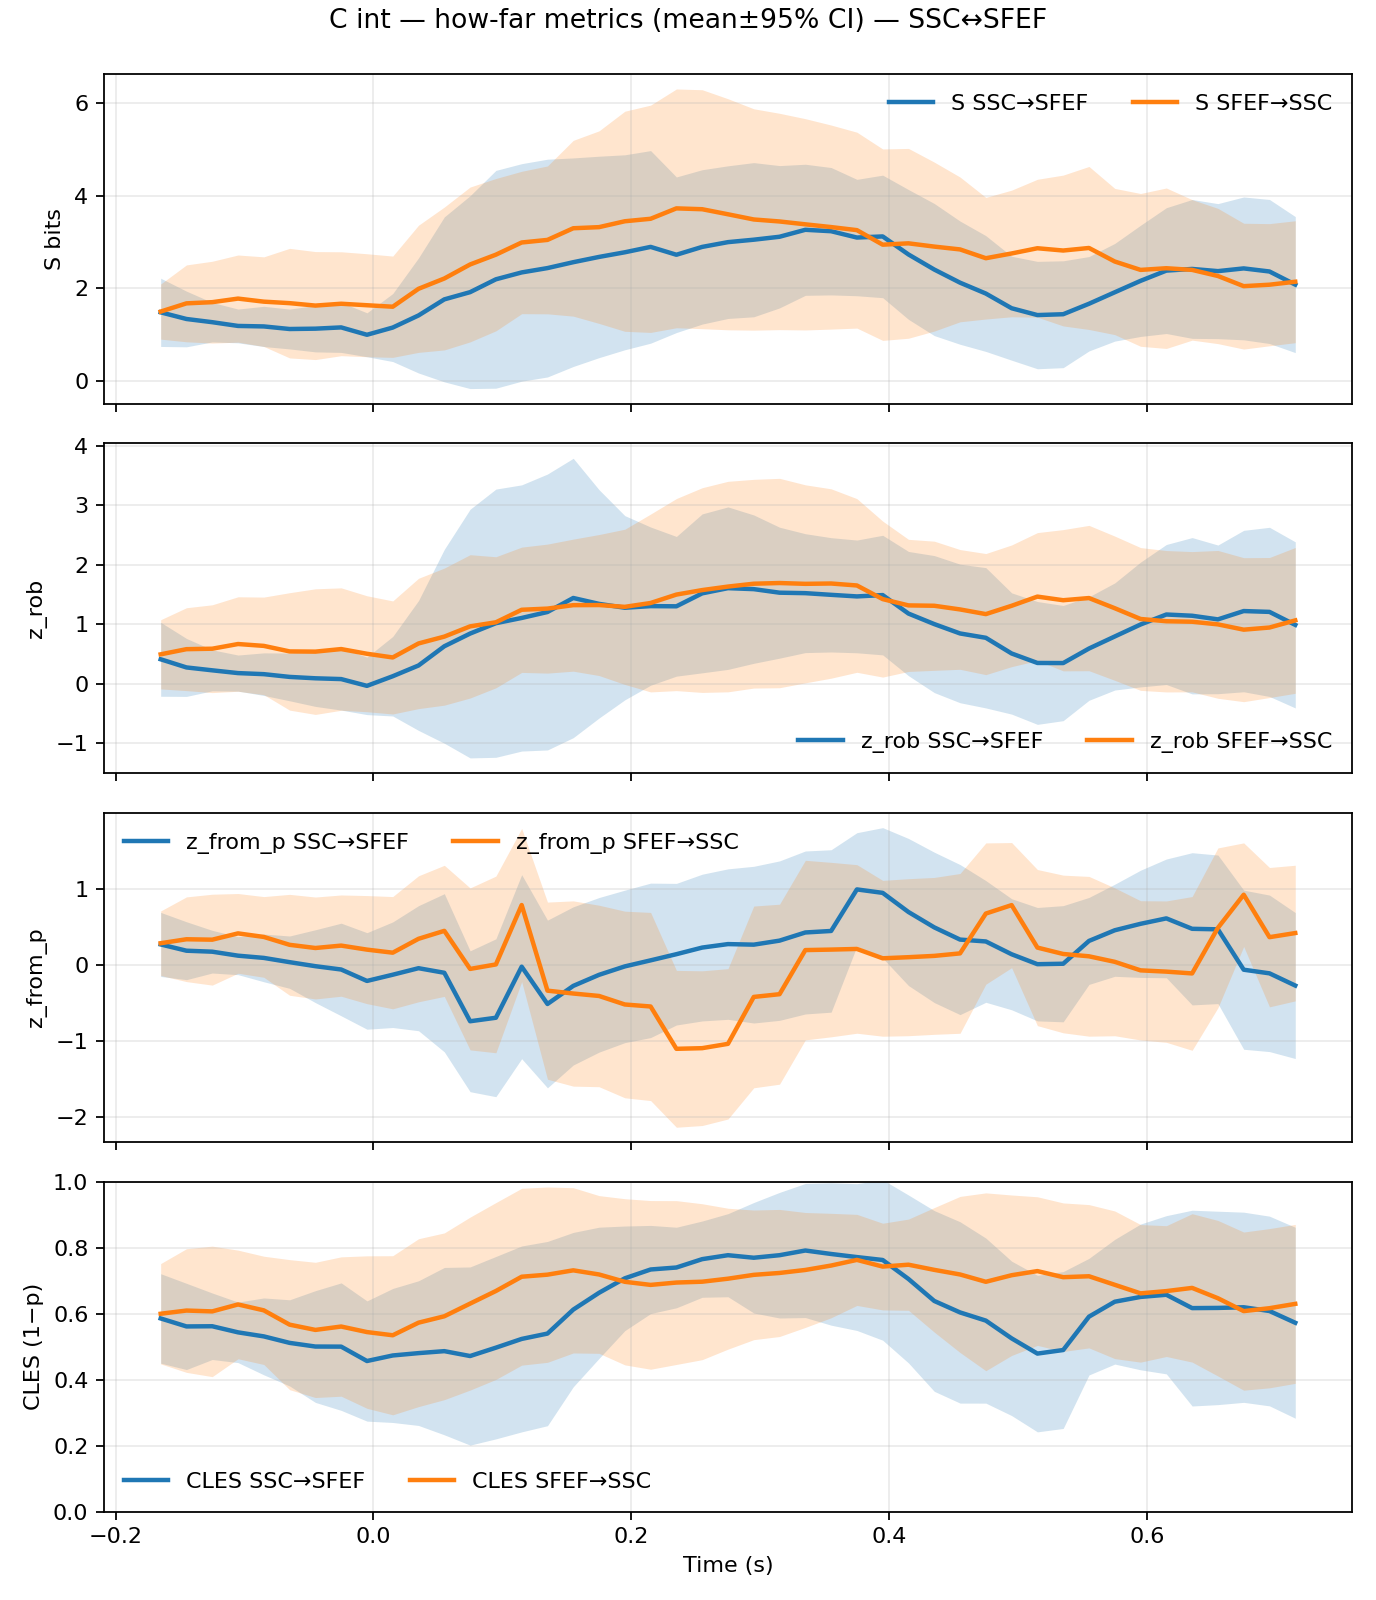 C int — how-far metrics (mean±95% CI) — SSC↔SFEF
S SSC→SFEF S SFEF→SSC
6
4
2
0
S bits
4
3
2
1
0
−1
z_rob
z_rob SSC→SFEF z_rob SFEF→SSC
z_from_p SSC→SFEF z_from_p SFEF→SSC
1
0
−1
−2
z_from_p
1.0
0.8
0.6
0.4
0.2
0.0
CLES (1−p)
CLES SSC→SFEF CLES SFEF→SSC
−0.2 0.0 0.2 0.4 0.6
Time (s)